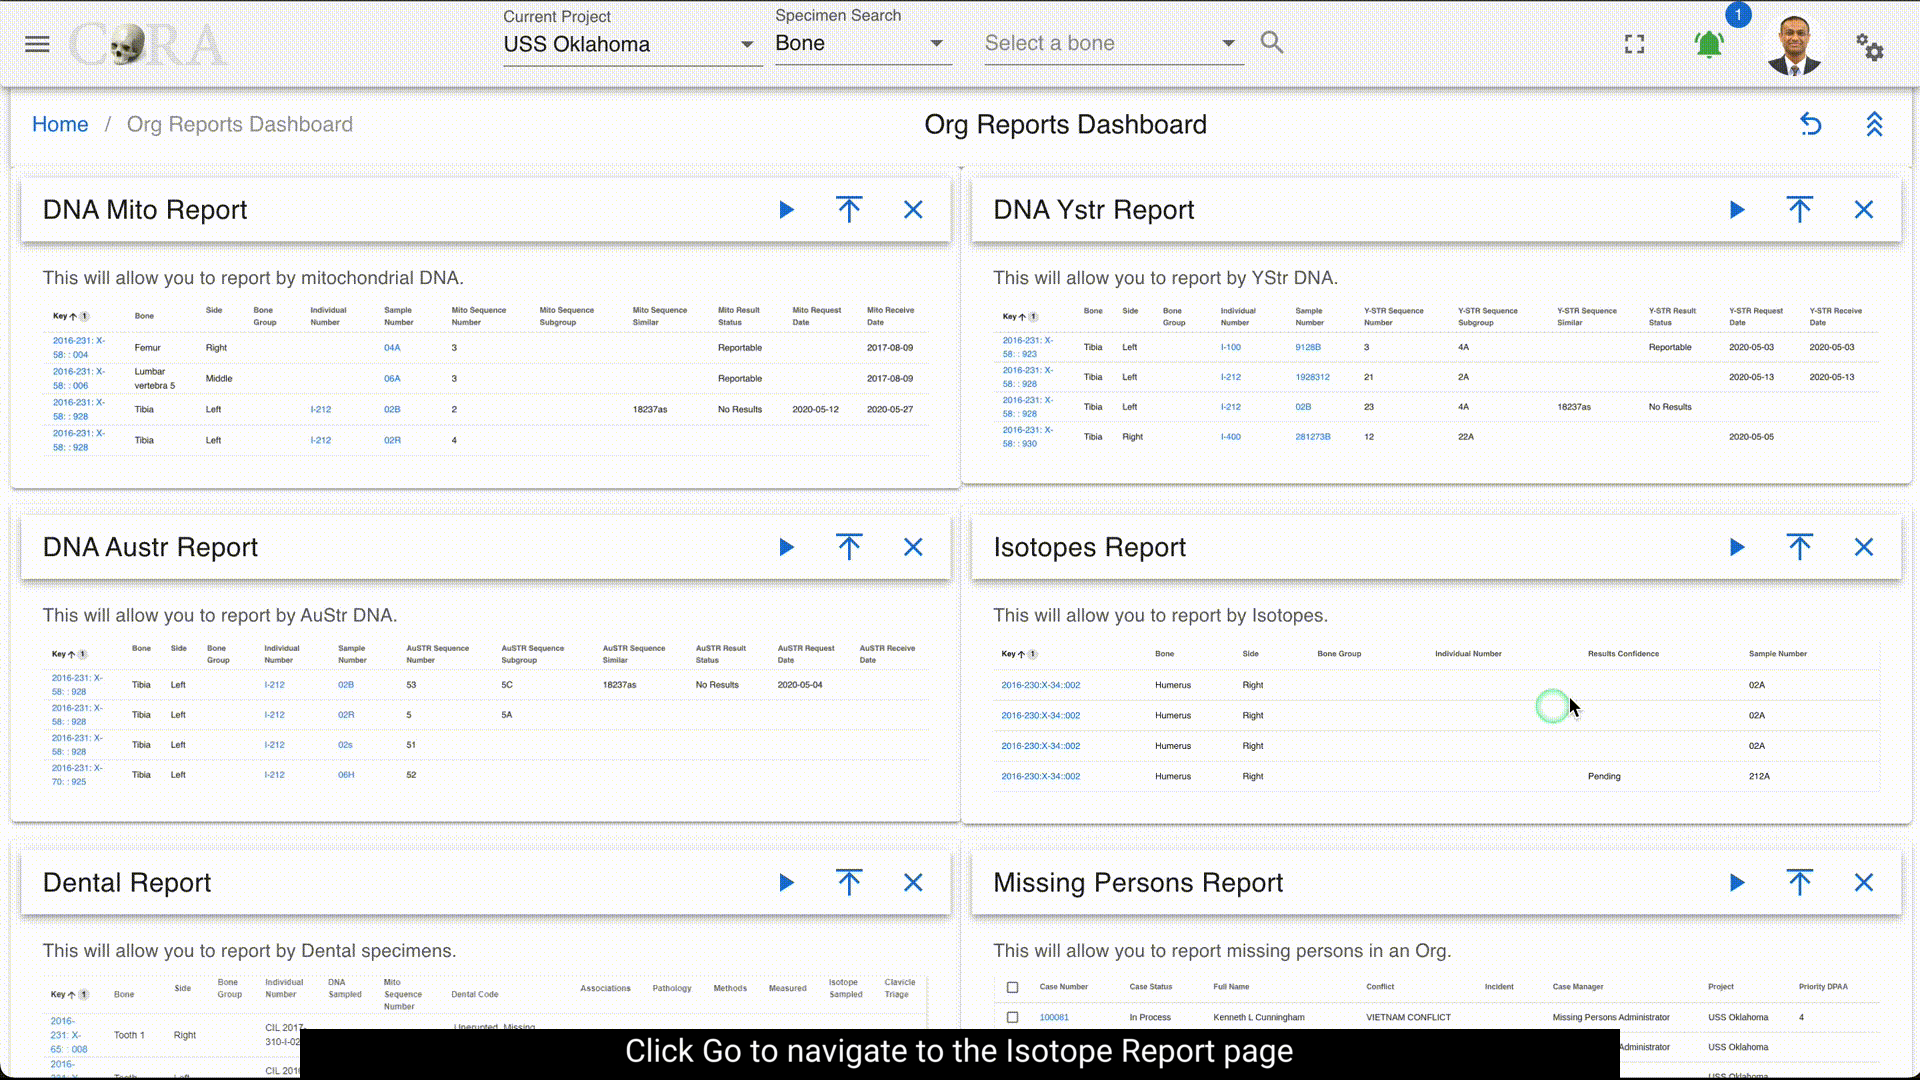 CORA
Current Project
USS Oklahoma
Specimen Search
Bone
Select a bone
1
Home / Org Reports Dashboard
Org Reports Dashboard
DNA Mito Report
This will allow you to report by mitochondrial DNA.
Key 1 Bone Side Bone Group Individual Number Sample Number Mito Sequence Number Mito Sequence Subgroup Mito Sequence Similar Mito Result Status Mito Request Date Mito Receive Date
2016-231: X-58: : 004 Femur Right 04A 3 Reportable 2017-08-09
2016-231: X-58: : 006 Lumbar vertebra 5 Middle 06A 3 Reportable 2017-08-09
2016-231: X-58: : 928 Tibia Left I-212 02B 2 18237as No Results 2020-05-12 2020-05-27
2016-231: X-58: : 928 Tibia Left I-212 02R 4
DNA Ystr Report
This will allow you to report by YStr DNA.
Key 1 Bone Side Bone Group Individual Number Sample Number Y-STR Sequence Number Y-STR Sequence Subgroup Y-STR Sequence Similar Y-STR Result Status Y-STR Request Date Y-STR Receive Date
2016-231: X-58: : 923 Tibia Left I-100 9128B 3 4A Reportable 2020-05-03 2020-05-03
2016-231: X-58: : 928 Tibia Left I-212 1928312 21 2A 2020-05-13 2020-05-13
2016-231: X-58: : 928 Tibia Left I-212 02B 23 4A 18237as No Results
2016-231: X-58: : 930 Tibia Right I-400 281273B 12 22A 2020-05-05
DNA Austr Report
This will allow you to report by AuStr DNA.
Key 1 Bone Side Bone Group Individual Number Sample Number AuSTR Sequence Number AuSTR Sequence Subgroup AuSTR Sequence Similar AuSTR Result Status AuSTR Request Date AuSTR Receive Date
2016-231: X-58: : 928 Tibia Left I-212 02B 53 5C 18237as No Results 2020-05-04
2016-231: X-58: : 928 Tibia Left I-212 02R 5 5A
2016-231: X-58: : 928 Tibia Left I-212 02s 51
2016-231: X-70: : 925 Tibia Left I-212 06H 52
Isotopes Report
This will allow you to report by Isotopes.
Key 1 Bone Side Bone Group Individual Number Results Confidence Sample Number
2016-230:X-34::002 Humerus Right 02A
2016-230:X-34::002 Humerus Right 02A
2016-230:X-34::002 Humerus Right 02A
2016-230:X-34::002 Humerus Right Pending 212A
Dental Report
This will allow you to report by Dental specimens.
Key 1 Bone Side Bone Group Individual Number DNA Sampled Mito Sequence Number Dental Code Associations Pathology Methods Measured Isotope Sampled Clavicle Triage
2016-231: X-65: : 008 Tooth 1 Right CIL 2017-310-I-02 Unerupted, Missing
2016-
Missing Persons Report
This will allow you to report missing persons in an Org.
Case Number Case Status Full Name Conflict Incident Case Manager Project Priority DPAA
100081 In Process Kenneth L Cunningham VIETNAM CONFLICT Missing Persons Administrator USS Oklahoma 4
Administrator USS Oklahoma
Click Go to navigate to the Isotope Report page